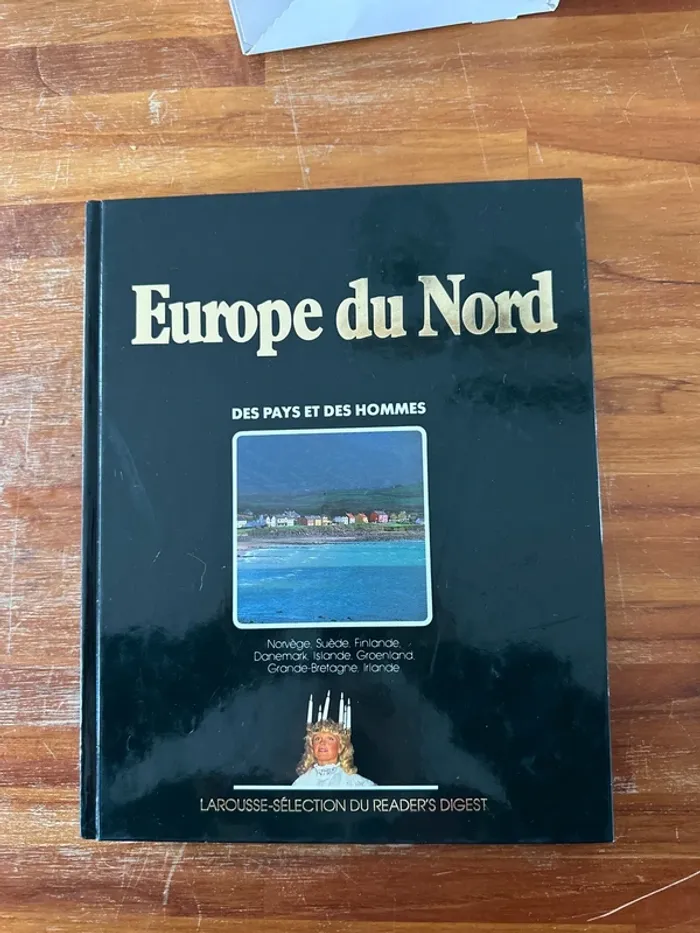 Europe du Nord
DES PAYS ET DES HOMMES
Norvège, Suède, Finlande,
Danemark, Islande, Groenland,
Grande-Bretagne, Irlande
LAROUSSE-SÉLECTION DU READER'S DIGEST